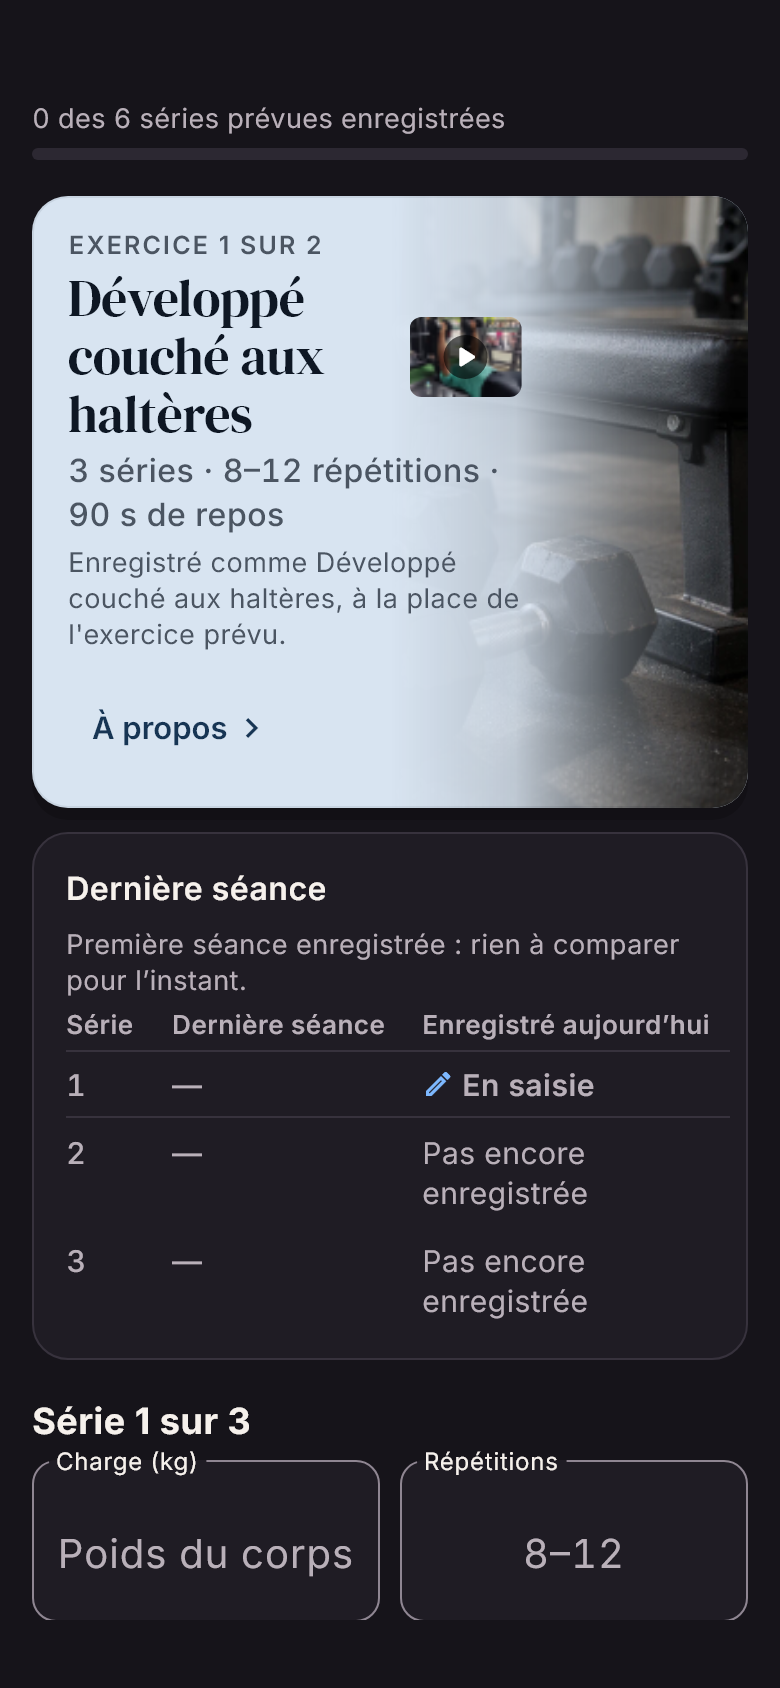 0 des 6 séries prévues enregistrées
EXERCICE 1 SUR 2
Développé
couché aux
haltères
3 séries · 8–12 répétitions ·
90 s de repos
Enregistré comme Développé
couché aux haltères, à la place de
l'exercice prévu.
À propos
Dernière séance
Première séance enregistrée : rien à comparer
pour l’instant.
Série Dernière séance Enregistré aujourd’hui
1 — En saisie
2 — Pas encore
enregistrée
3 — Pas encore
enregistrée
Série 1 sur 3
Charge (kg) Répétitions
Poids du corps 8–12